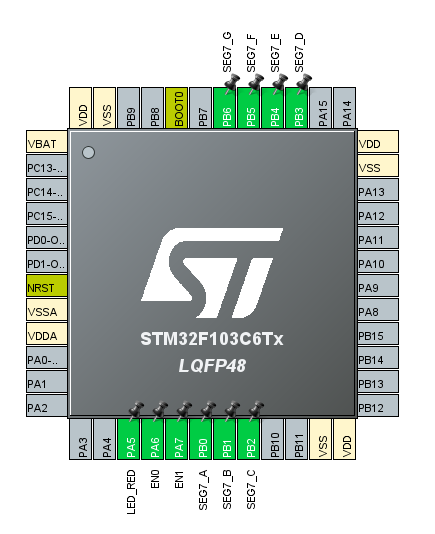 SEG7_G
SEG7_F
SEG7_E
SEG7_D
VDD
VSS
PB9
PB8
BOOT0
PB7
PB6
PB5
PB4
PB3
PA15
PA14
VBAT
PC13-..
PC14-..
PC15-..
PD0-O..
PD1-O..
NRST
VSSA
VDDA
PA0-..
PA1
PA2
VDD
VSS
PA13
PA12
PA11
PA10
PA9
PA8
PB15
PB14
PB13
PB12
ST
STM32F103C6Tx
LQFP48
PA3
PA4
PA5
PA6
PA7
PB0
PB1
PB2
PB10
PB11
VSS
VDD
LED_RED
EN0
EN1
SEG7_A
SEG7_B
SEG7_C